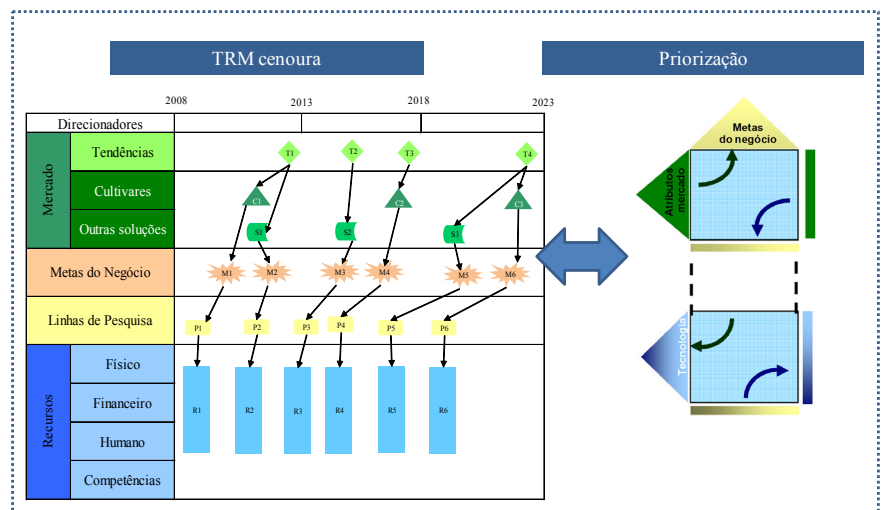 TRM cenoura
Priorização
2008 2013 2018 2023
Direcionadores
Mercado
Tendências
T1 T2 T3 T4
Cultivares
C1 C2 C3
Outras soluções
S1 S2 S3
Metas do Negócio
M1 M2 M3 M4 M5 M6
Linhas de Pesquisa
P1 P2 P3 P4 P5 P6
Recursos
Físico
Financeiro
R1 R2 R3 R4 R5 R6
Humano
Competências
Metas
do negócio
Atributos
mercado
Tecnologia